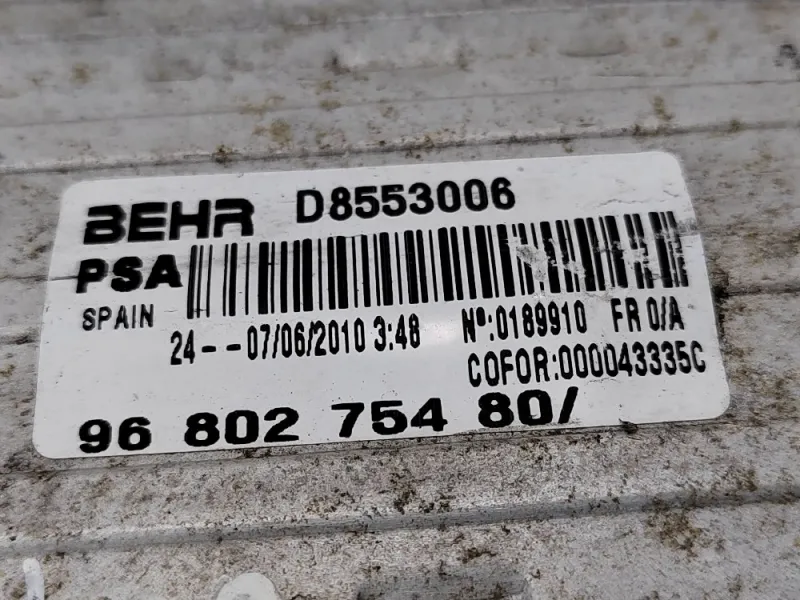 BEHR D8553006
PSA
SPAIN
24--07/06/2010 3:48 Nº:0189910 FR 0/A
COFOR:000043335C
96 802 754 80/